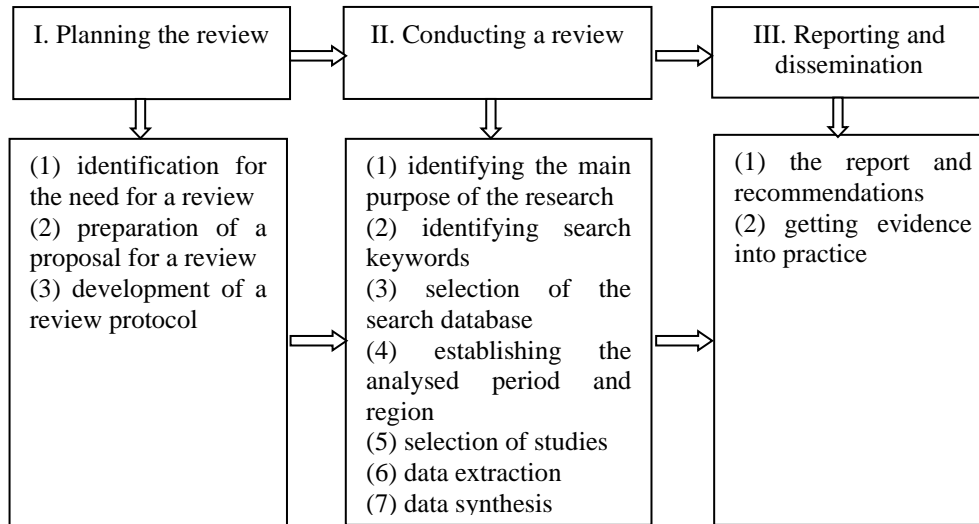 I. Planning the review
II. Conducting a review
III. Reporting and
dissemination
(1) identification for
the need for a review
(2) preparation of a
proposal for a review
(3) development of a
review protocol
(1) identifying the main
purpose of the research
(2) identifying search
keywords
(3) selection of the
search database
(4) establishing the
analysed period and
region
(5) selection of studies
(6) data extraction
(7) data synthesis
(1) the report and
recommendations
(2) getting evidence
into practice